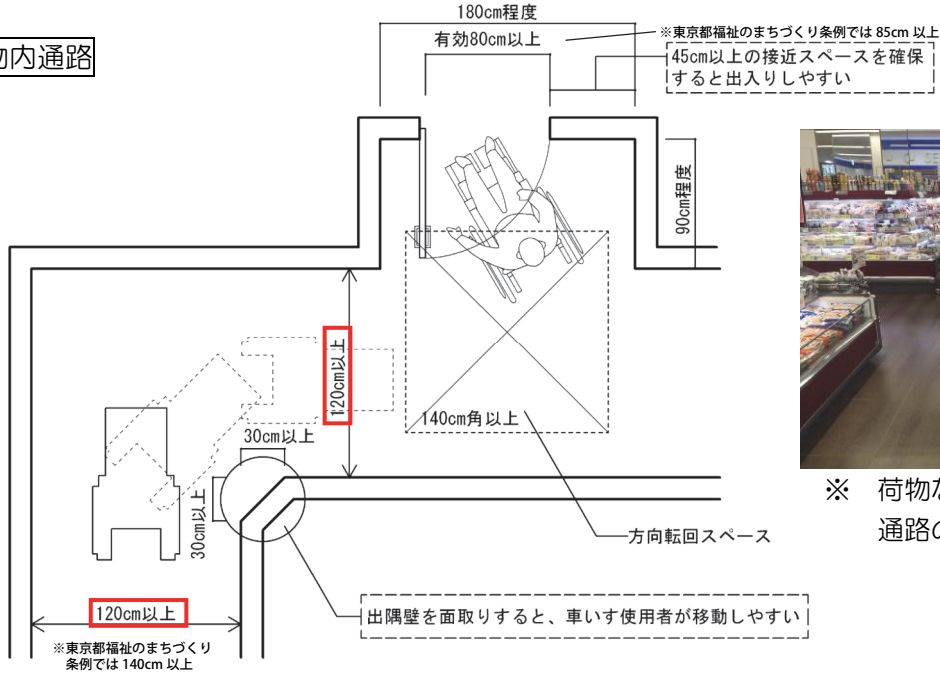 物内通路
180cm程度
有効80cm以上
※東京都福祉のまちづくり条例では 85cm 以上
45cm以上の接近スペースを確保
すると出入りしやすい
90cm程度
120cm以上
140cm角以上
30cm以上
30cm以上
方向転回スペース
出隅壁を面取りすると、車いす使用者が移動しやすい
120cm以上
※東京都福祉のまちづくり
条例では 140cm 以上
※ 荷物な
通路の